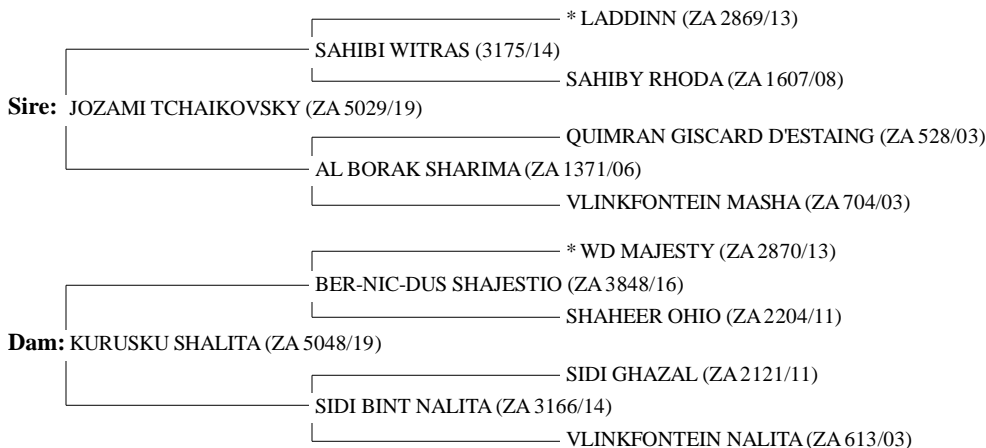 * LADDINN (ZA 2869/13)
SAHIBI WITRAS (3175/14)
SAHIBY RHODA (ZA 1607/08)
Sire: JOZAMI TCHAIKOVSKY (ZA 5029/19)
QUIMRAN GISCARD D'ESTAING (ZA 528/03)
AL BORAK SHARIMA (ZA 1371/06)
VLINKFONTEIN MASHA (ZA 704/03)
* WD MAJESTY (ZA 2870/13)
BER-NIC-DUS SHAJESTIO (ZA 3848/16)
SHAHEER OHIO (ZA 2204/11)
Dam: KURUSKU SHALITA (ZA 5048/19)
SIDI GHAZAL (ZA 2121/11)
SIDI BINT NALITA (ZA 3166/14)
VLINKFONTEIN NALITA (ZA 613/03)